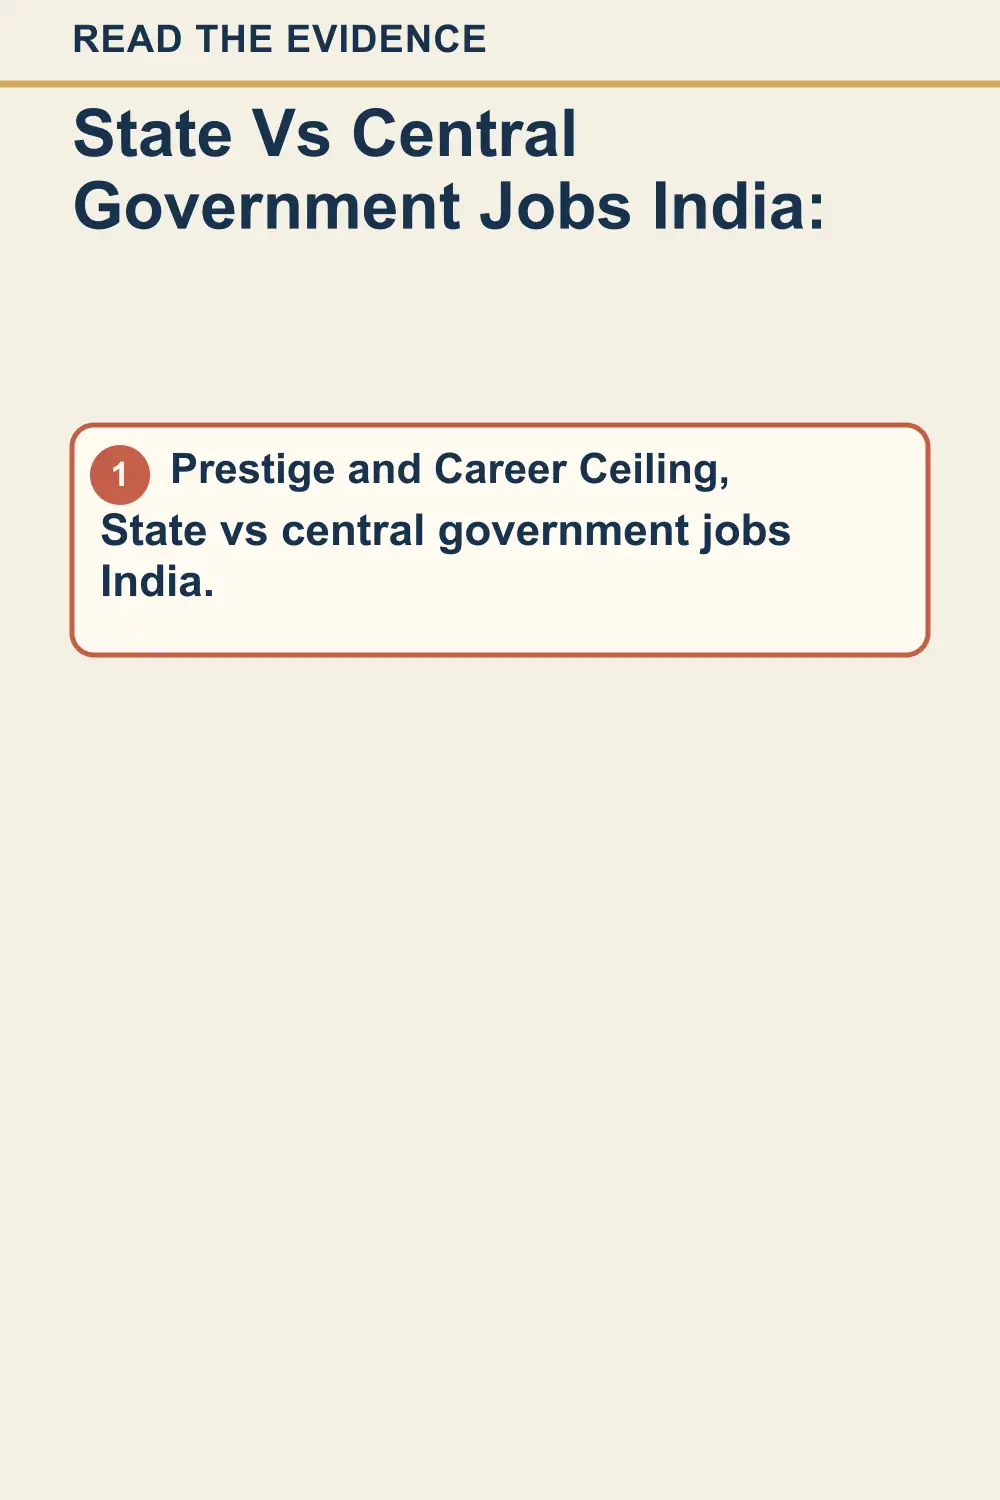 READ THE EVIDENCE
State Vs Central
Government Jobs India:
1 Prestige and Career Ceiling,
State vs central government jobs
India.